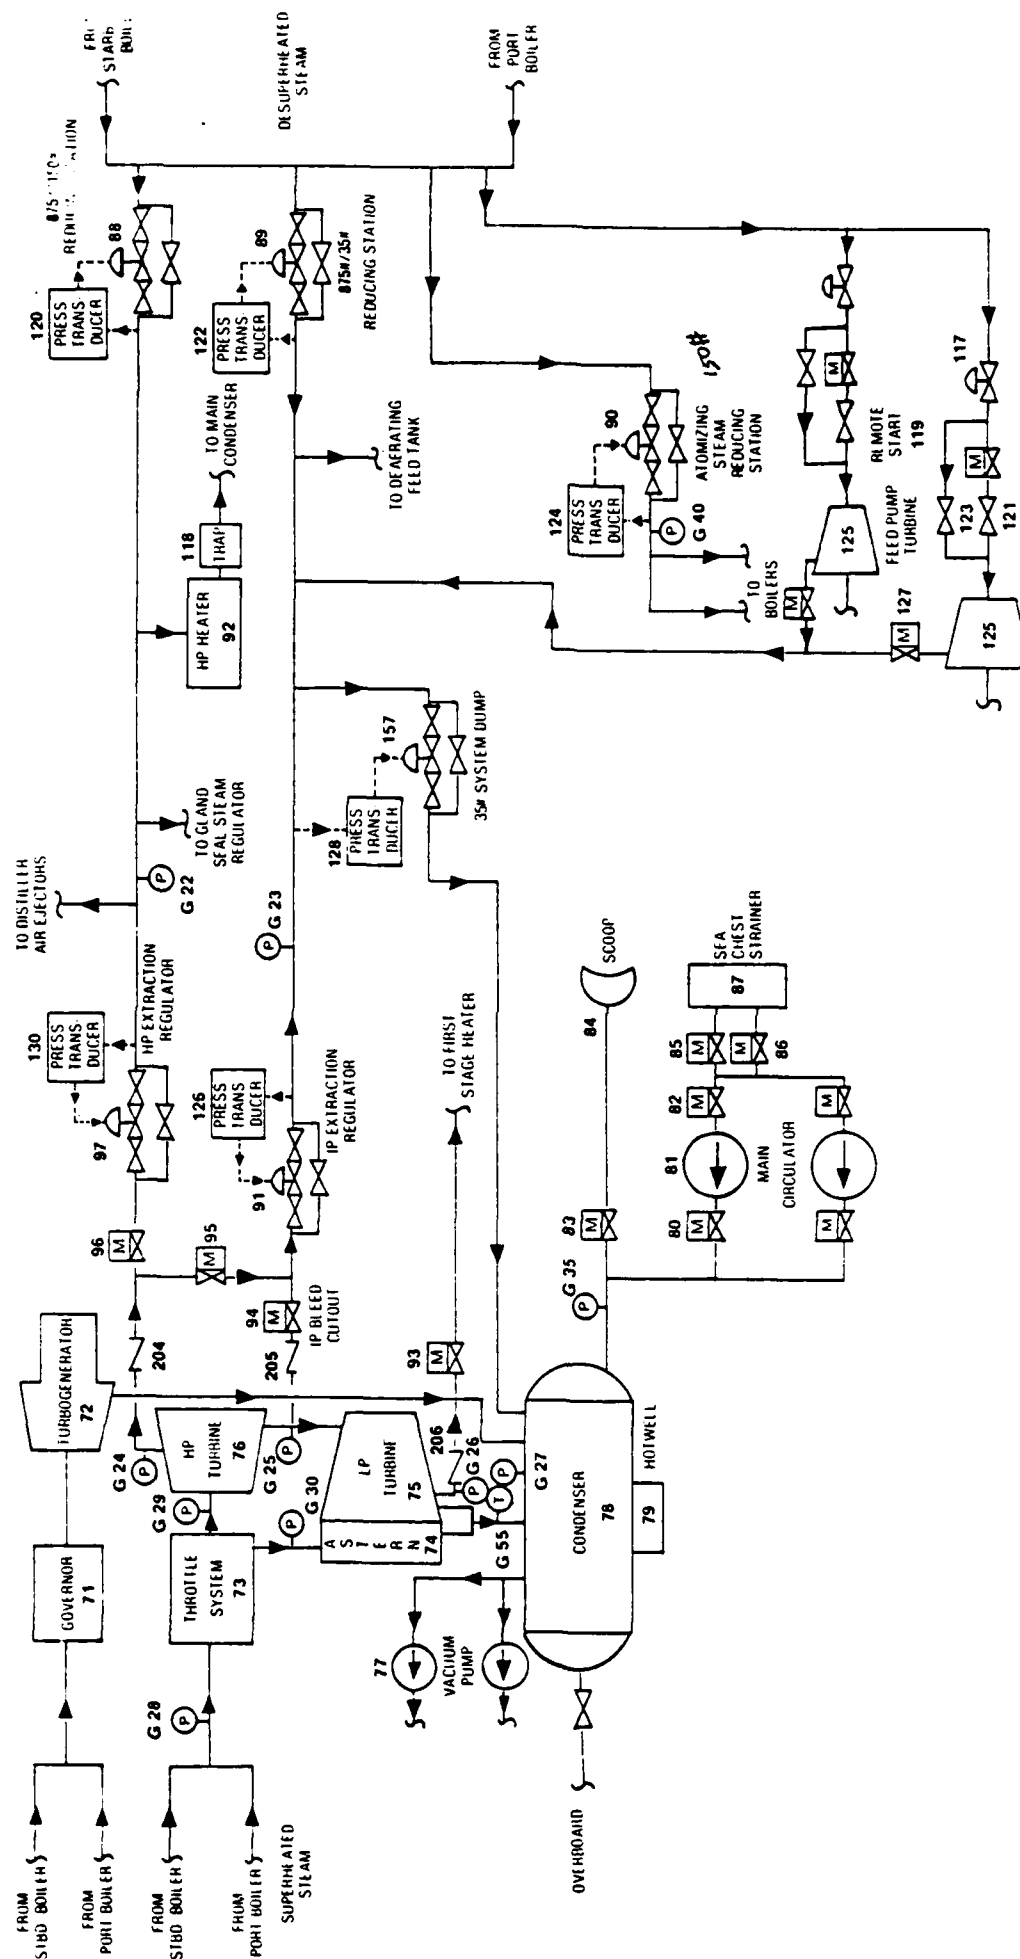 FROM
STBD BOILER
FROM
PORT BOILER
FROM
STBD BOILER
FROM
PORT BOILER
SUPERHEATED
STEAM
GOVERNOR
71
TURBOGENERATOR
72
G 28
P
THROTTLE
SYSTEM
73
G 29
P
G 24
P
HP
TURBINE
76
G 25
P
G 30
P
ASTERN
74
LP
TURBINE
75
204
M
96
M
95
205
M
94
IP BLEED
CUTOUT
206
G 26
P
T
P
G 27
G 55
M
93
TO FIRST
STAGE HEATER
77
VACUUM
PUMP
CONDENSER
78
HOTWELL
79
OVERBOARD
G 35
P
M
83
84
SCOOP
M
80
81
MAIN
CIRCULATOR
M
82
M
85
M
86
87
SEA
CHEST
STRAINER
M
M
97
130
PRESS
TRANS-
DUCER
HP EXTRACTION
REGULATOR
91
126
PRESS
TRANS
DUCER
IP EXTRACTION
REGULATOR
TO DISTILLER
AIR EJECTORS
P
G 22
TO GLAND
SEAL STEAM
REGULATOR
P
G 23
128
PRESS
TRANS
DUCER
157
35# SYSTEM DUMP
HP HEATER
92
118
TRAP
TO MAIN
CONDENSER
TO DEAERATING
FEED TANK
120
PRESS
TRANS-
DUCER
88
122
PRESS
TRANS-
DUCER
89
875#/35#
REDUCING STATION
STARB
DESUPERHEATED
STEAM
FROM
PORT
BOILER
124
PRESS
TRANS
DUCER
90
P
G 40
ATOMIZING
STEAM
REDUCING
STATION
150#
TO
BOILERS
M
REMOTE
START
119
125
FEED PUMP
TURBINE
M
M
127
117
M
123
121
125